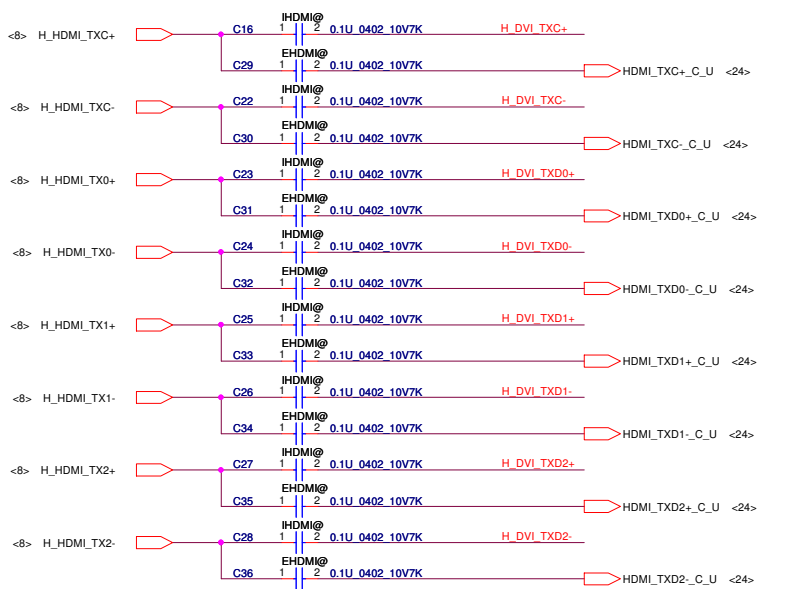 IHDMI@
<8> H_HDMI_TXC+ C16 1 2 0.1U_0402_10V7K H_DVI_TXC+
EHDMI@
C29 1 2 0.1U_0402_10V7K HDMI_TXC+_C_U <24>
IHDMI@
<8> H_HDMI_TXC- C22 1 2 0.1U_0402_10V7K H_DVI_TXC-
EHDMI@
C30 1 2 0.1U_0402_10V7K HDMI_TXC-_C_U <24>
IHDMI@
<8> H_HDMI_TX0+ C23 1 2 0.1U_0402_10V7K H_DVI_TXD0+
EHDMI@
C31 1 2 0.1U_0402_10V7K HDMI_TXD0+_C_U <24>
IHDMI@
<8> H_HDMI_TX0- C24 1 2 0.1U_0402_10V7K H_DVI_TXD0-
EHDMI@
C32 1 2 0.1U_0402_10V7K HDMI_TXD0-_C_U <24>
IHDMI@
<8> H_HDMI_TX1+ C25 1 2 0.1U_0402_10V7K H_DVI_TXD1+
EHDMI@
C33 1 2 0.1U_0402_10V7K HDMI_TXD1+_C_U <24>
IHDMI@
<8> H_HDMI_TX1- C26 1 2 0.1U_0402_10V7K H_DVI_TXD1-
EHDMI@
C34 1 2 0.1U_0402_10V7K HDMI_TXD1-_C_U <24>
IHDMI@
<8> H_HDMI_TX2+ C27 1 2 0.1U_0402_10V7K H_DVI_TXD2+
EHDMI@
C35 1 2 0.1U_0402_10V7K HDMI_TXD2+_C_U <24>
IHDMI@
<8> H_HDMI_TX2- C28 1 2 0.1U_0402_10V7K H_DVI_TXD2-
EHDMI@
C36 1 2 0.1U_0402_10V7K HDMI_TXD2-_C_U <24>